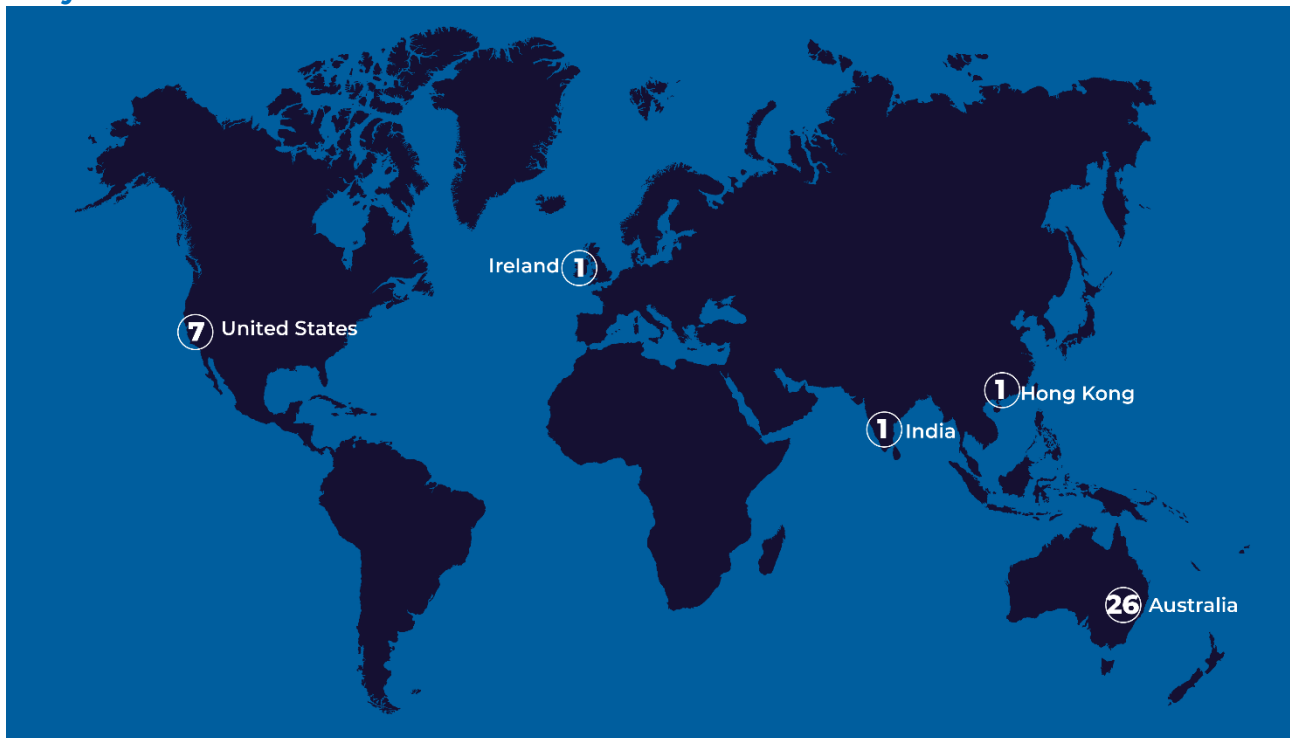 Ireland 1
7 United States
1 Hong Kong
1 India
26 Australia